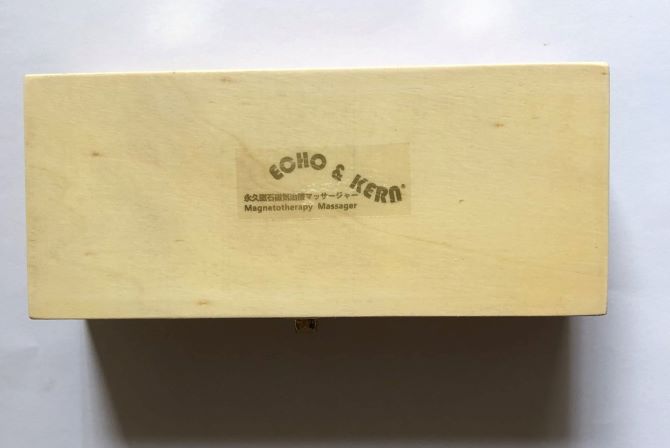 ECHO & KERN®
永久磁石磁気治療マッサージャー
Magnetotherapy Massager